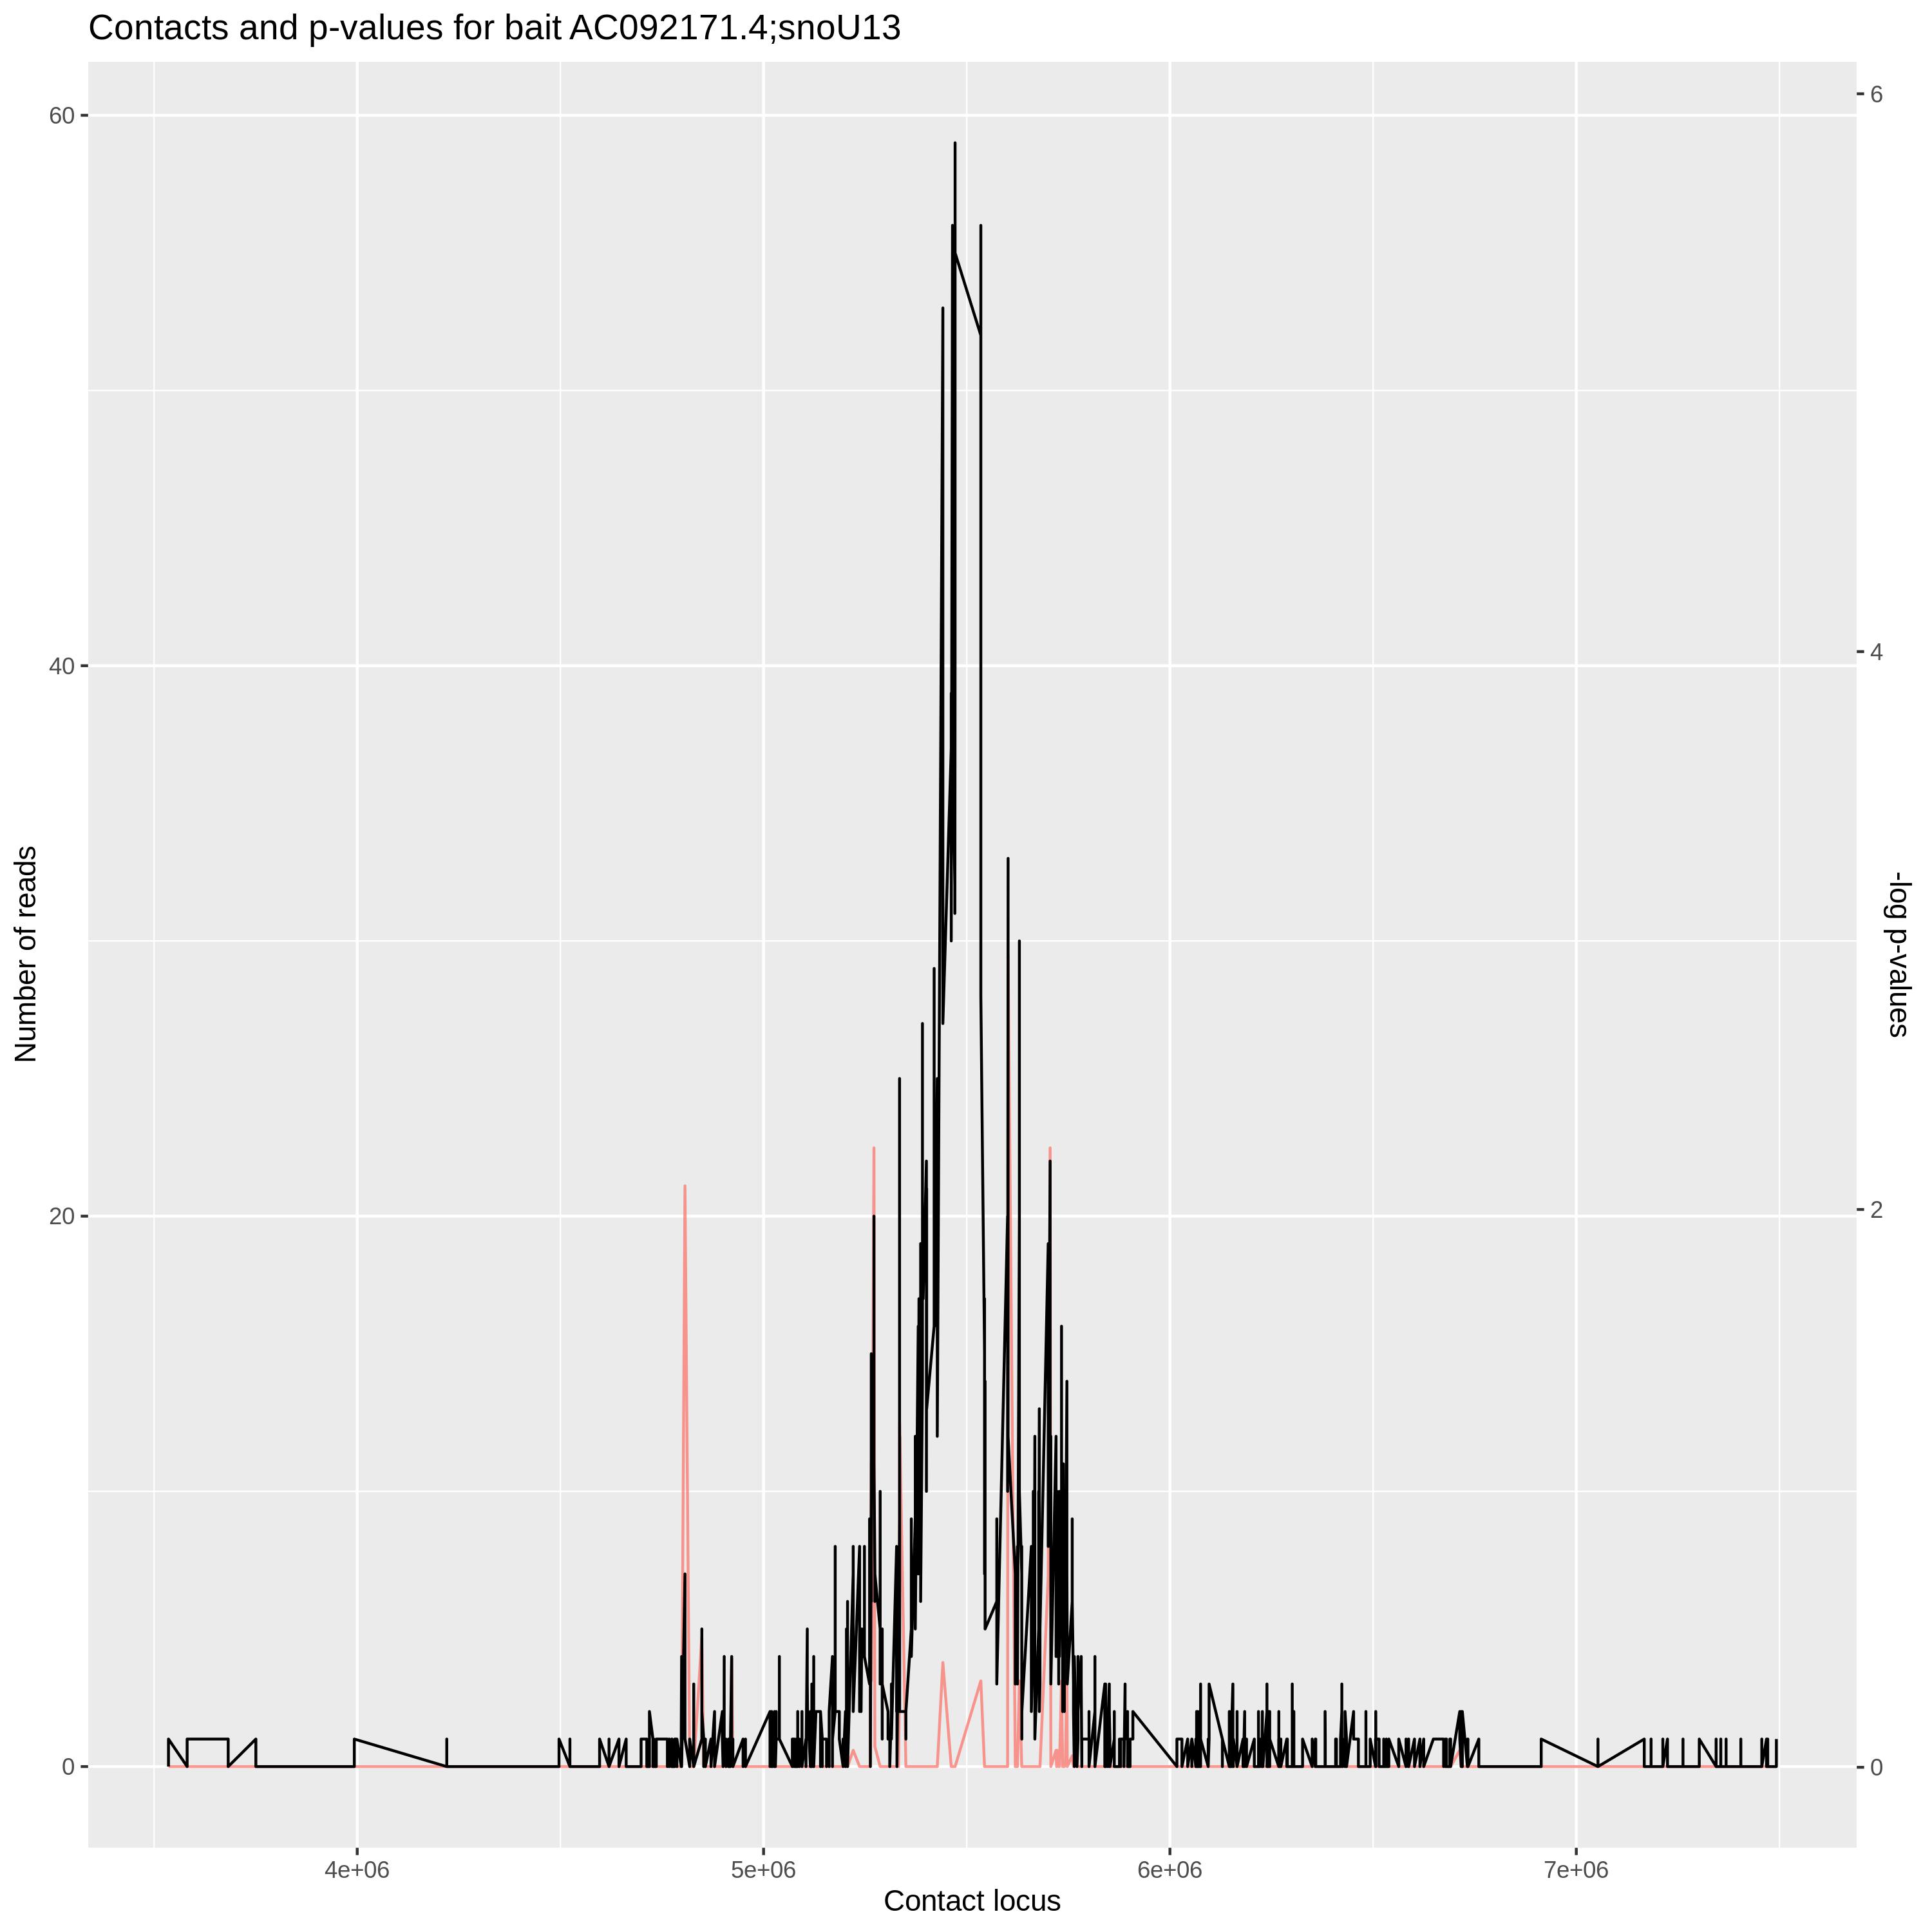 Contacts and p-values for bait AC092171.4;snoU13
60
40
20
0
6
4
2
0
Number of reads
-log p-values
4e+06
5e+06
6e+06
7e+06
Contact locus